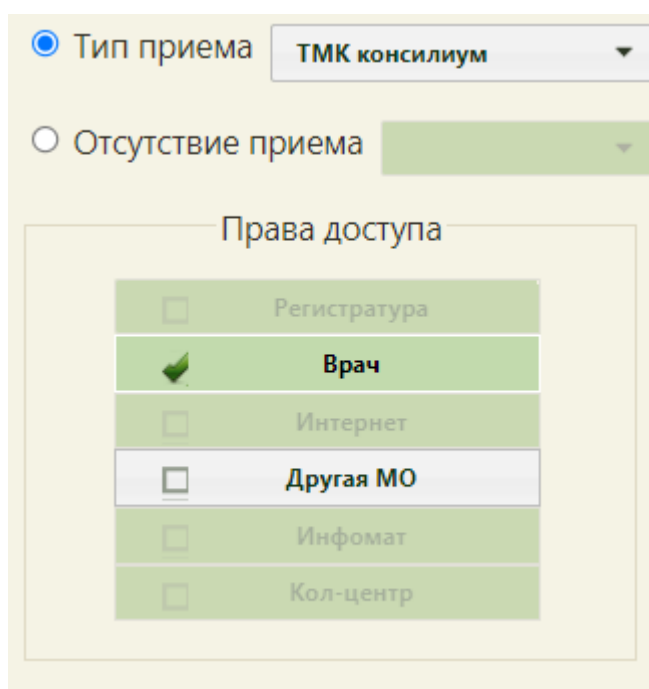 Тип приема ТМК консилиум
Отсутствие приема
Права доступа
Регистратура
Врач
Интернет
Другая МО
Инфомат
Кол-центр